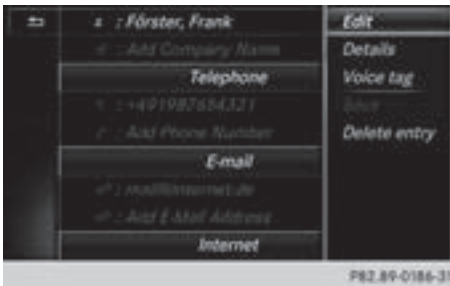 : Förster, Frank
: Add Company Name
Telephone
: +491987654321
: Add Phone Number
E-mail
: mail@internet.de
: Add E-Mail Address
Internet
Edit
Details
Voice tag
Delete entry
P82.89-0186-31